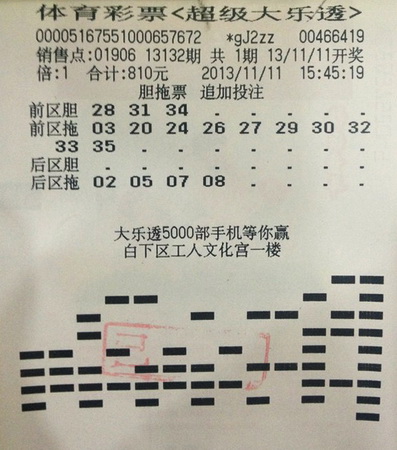 体育彩票<超级大乐透>
00005167551000657672 *gJ2zz 00466419
销售点:01906 13132期 共 1期 13/11/11开奖
倍:1 合计:810元 2013/11/11 15:45:19
胆拖票 追加投注
前区胆 28 31 34 - - - - -
前区拖 03 20 24 26 27 29 30 32
33 35 - - - - - -
后区胆 - - - - - - - -
后区拖 02 05 07 08 - - - -
大乐透5000部手机等你赢
白下区工人文化宫一楼